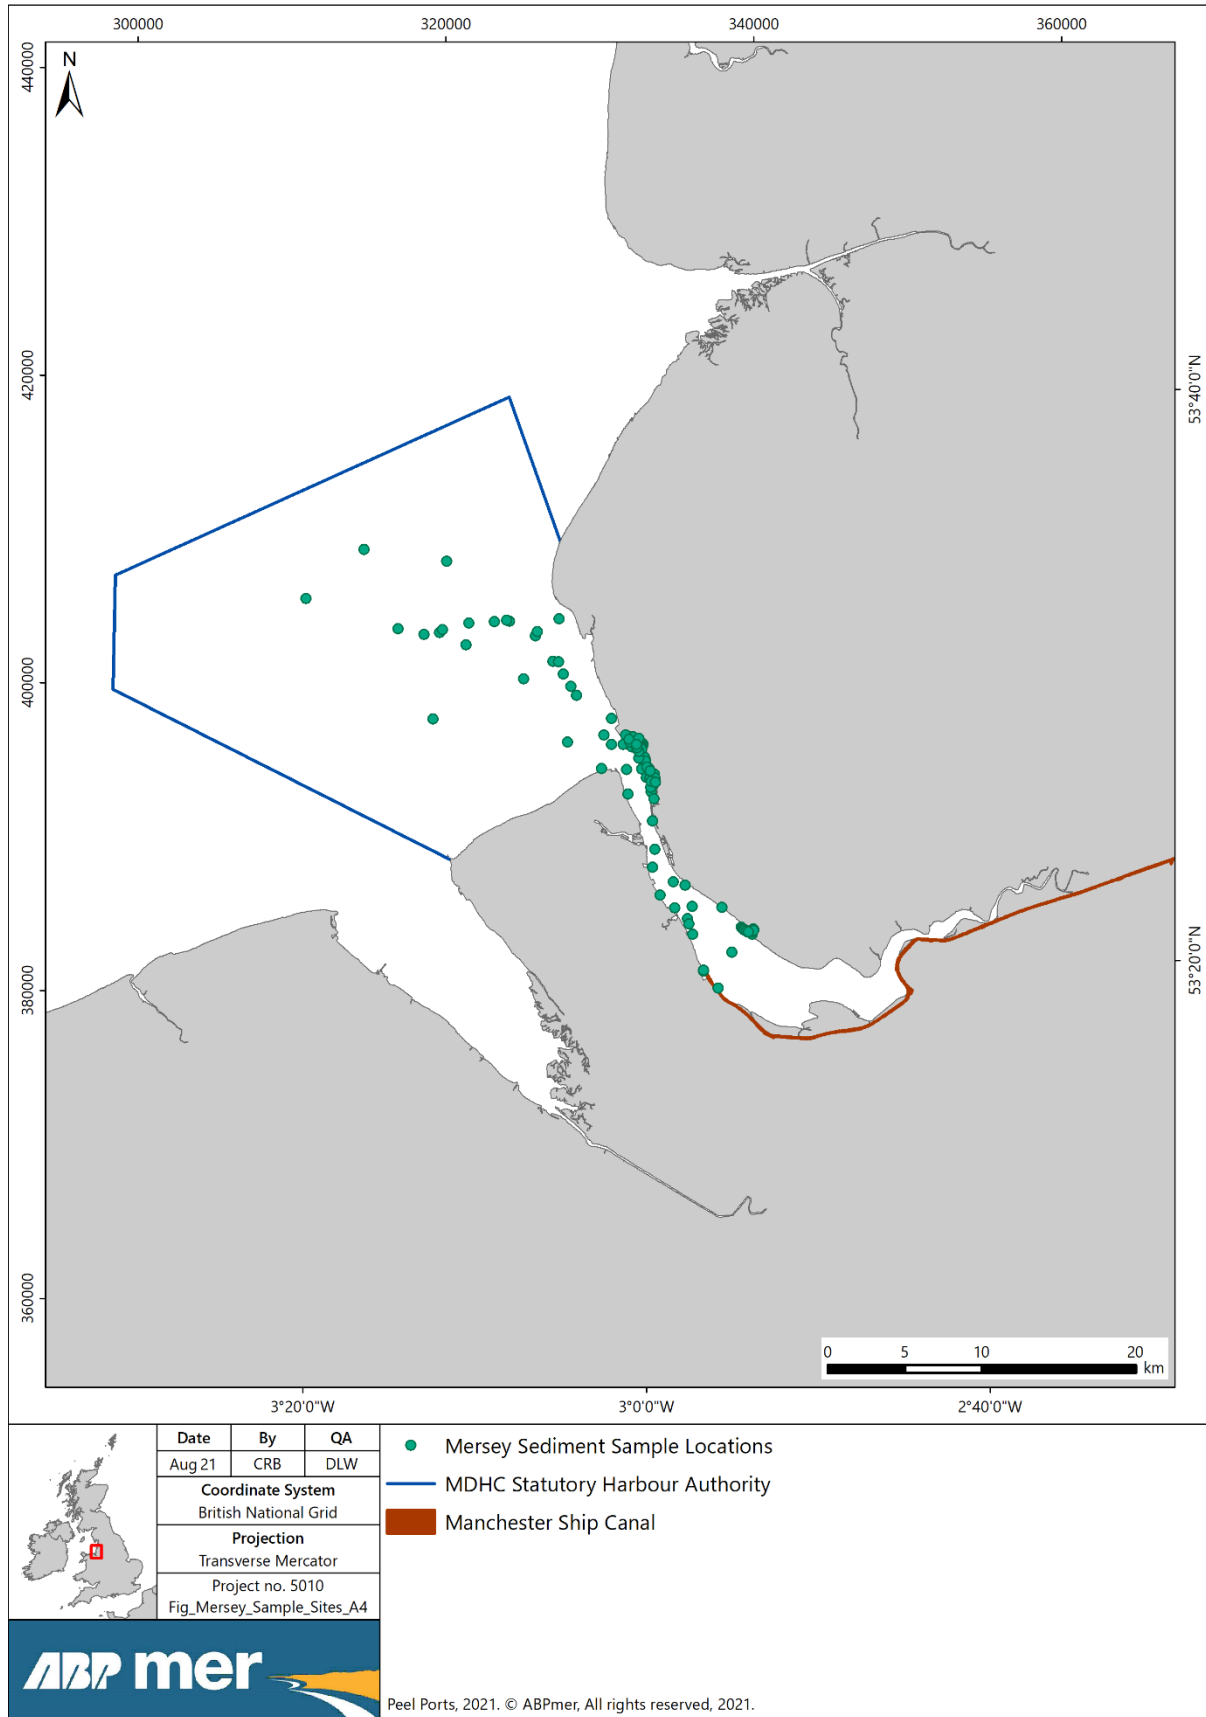 300000
320000
340000
360000
N
440000
420000
400000
380000
360000
53°40'0"N
53°20'0"N
0
5
10
20
km
3°20'0"W
3°0'0"W
2°40'0"W
Date
By
QA
Aug 21
CRB
DLW
Coordinate System
British National Grid
Projection
Transverse Mercator
Project no. 5010
Fig_Mersey_Sample_Sites_A4
Mersey Sediment Sample Locations
MDHC Statutory Harbour Authority
Manchester Ship Canal
ABPmer
Peel Ports, 2021. © ABPmer, All rights reserved, 2021.